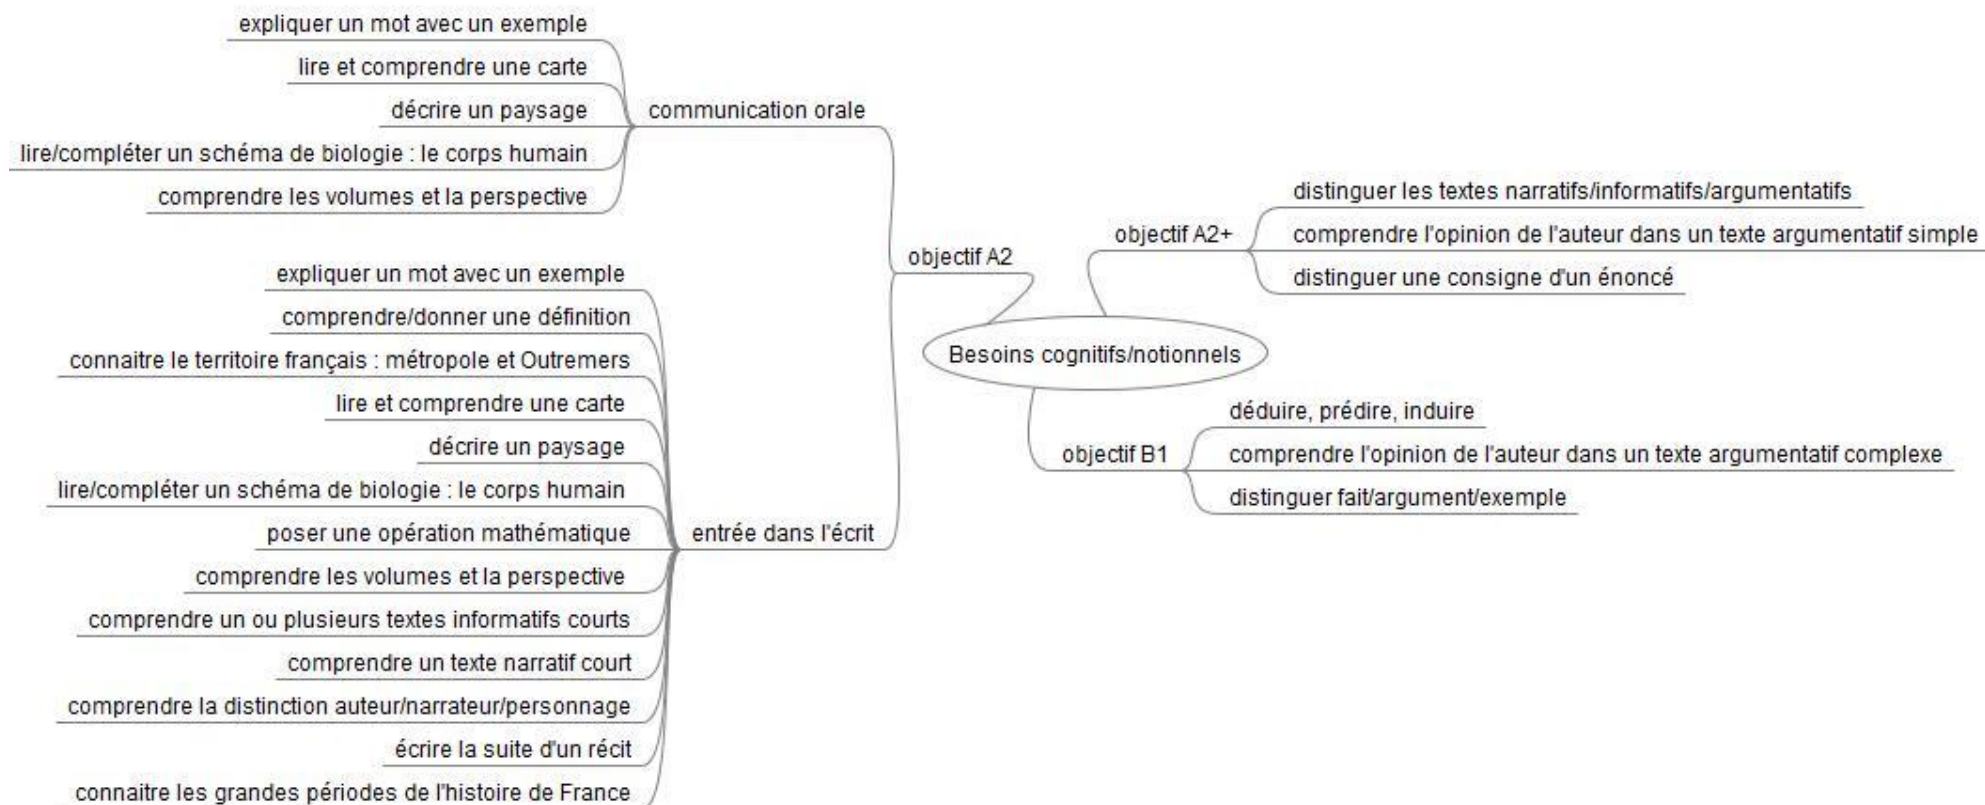 Besoins cognitifs/notionnels
objectif A2
communication orale
expliquer un mot avec un exemple
lire et comprendre une carte
décrire un paysage
lire/compléter un schéma de biologie : le corps humain
comprendre les volumes et la perspective
entrée dans l'écrit
expliquer un mot avec un exemple
comprendre/donner une définition
connaitre le territoire français : métropole et Outremers
lire et comprendre une carte
décrire un paysage
lire/compléter un schéma de biologie : le corps humain
poser une opération mathématique
comprendre les volumes et la perspective
comprendre un ou plusieurs textes informatifs courts
comprendre un texte narratif court
comprendre la distinction auteur/narrateur/personnage
écrire la suite d'un récit
connaitre les grandes périodes de l'histoire de France
objectif A2+
distinguer les textes narratifs/informatifs/argumentatifs
comprendre l'opinion de l'auteur dans un texte argumentatif simple
distinguer une consigne d'un énoncé
objectif B1
déduire, prédire, induire
comprendre l'opinion de l'auteur dans un texte argumentatif complexe
distinguer fait/argument/exemple